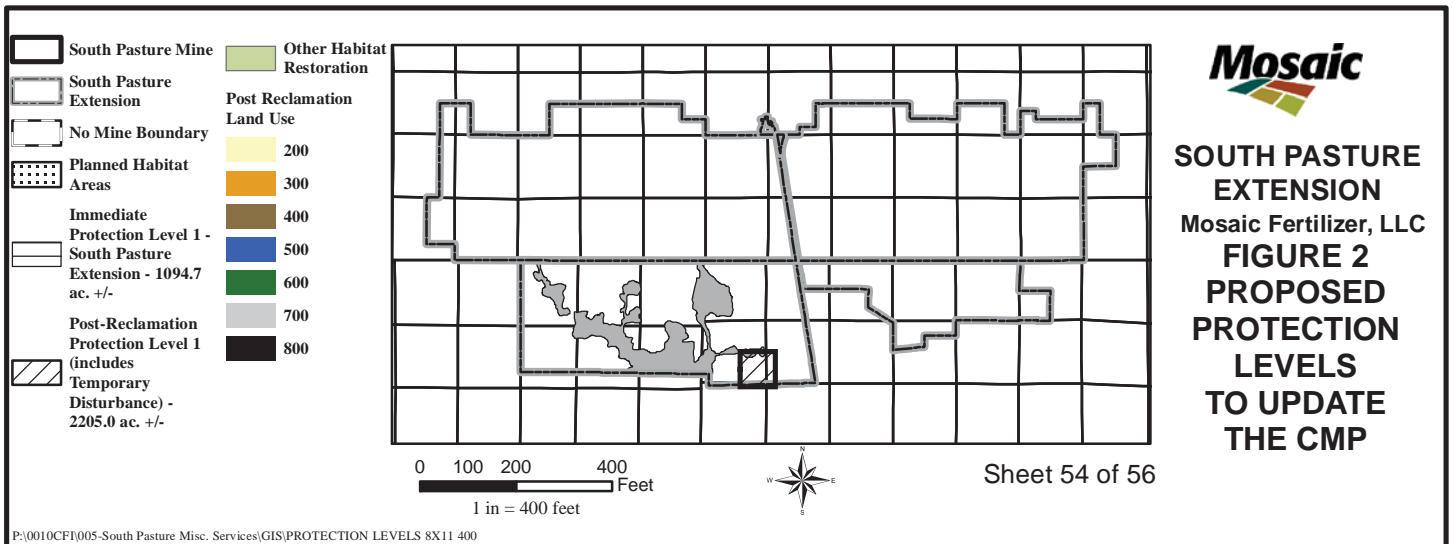 South Pasture Mine
South Pasture
Extension
No Mine Boundary
Planned Habitat
Areas
Immediate
Protection Level 1 -
South Pasture
Extension - 1094.7
ac. +/-
Post-Reclamation
Protection Level 1
(includes
Temporary
Disturbance) -
2205.0 ac. +/-
Other Habitat
Restoration
Post Reclamation
Land Use
200
300
400
500
600
700
800
0 100 200 400
Feet
1 in = 400 feet
N
W E
S
Sheet 54 of 56
Mosaic
SOUTH PASTURE
EXTENSION
Mosaic Fertilizer, LLC
FIGURE 2
PROPOSED
PROTECTION
LEVELS
TO UPDATE
THE CMP
P:\0010CFI\005-South Pasture Misc. Services\GIS\PROTECTION LEVELS 8X11 400